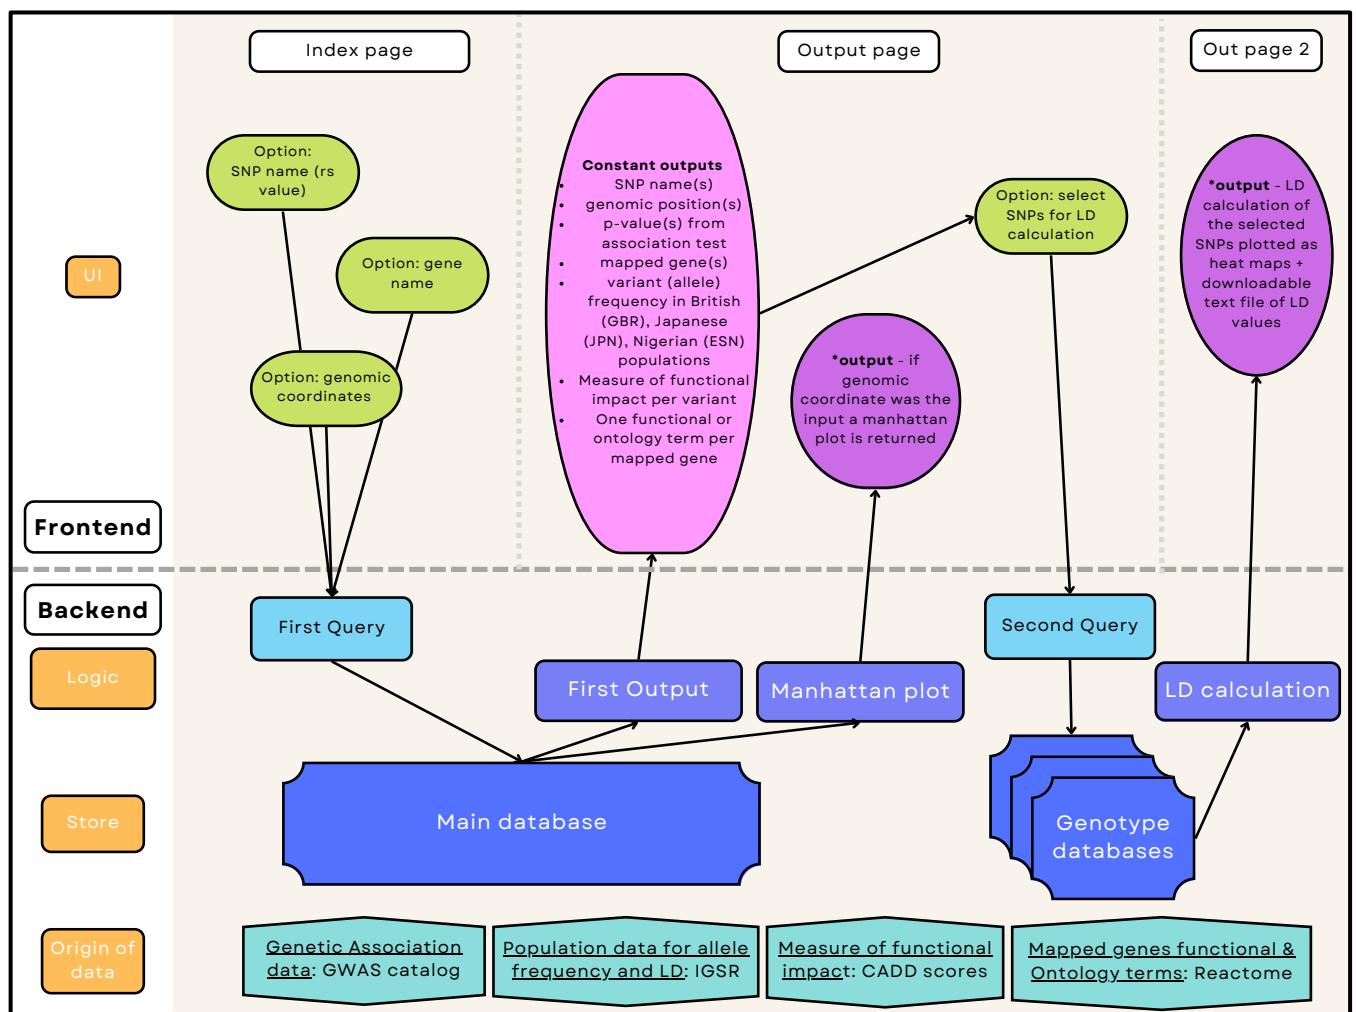 Index page
Output page
Out page 2
Option:
SNP name (rs
value)
Option: gene
name
Option: genomic
coordinates
Constant outputs
• SNP name(s)
• genomic position(s)
• p-value(s) from
association test
• mapped gene(s)
• variant (allele)
frequency in British
(GBR), Japanese
(JPN), Nigerian (ESN)
populations
• Measure of functional
impact per variant
• One functional or
ontology term per
mapped gene
Option: select
SNPs for LD
calculation
*output - if
genomic
coordinate was the
input a manhattan
plot is returned
*output - LD
calculation of
the selected
SNPs plotted as
heat maps +
downloadable
text file of LD
values
UI
Frontend
Backend
First Query
Second Query
Logic
First Output
Manhattan plot
LD calculation
Store
Main database
Genotype
databases
Origin of
data
Genetic Association
data: GWAS catalog
Population data for allele
frequency and LD: IGSR
Measure of functional
impact: CADD scores
Mapped genes functional &
Ontology terms: Reactome